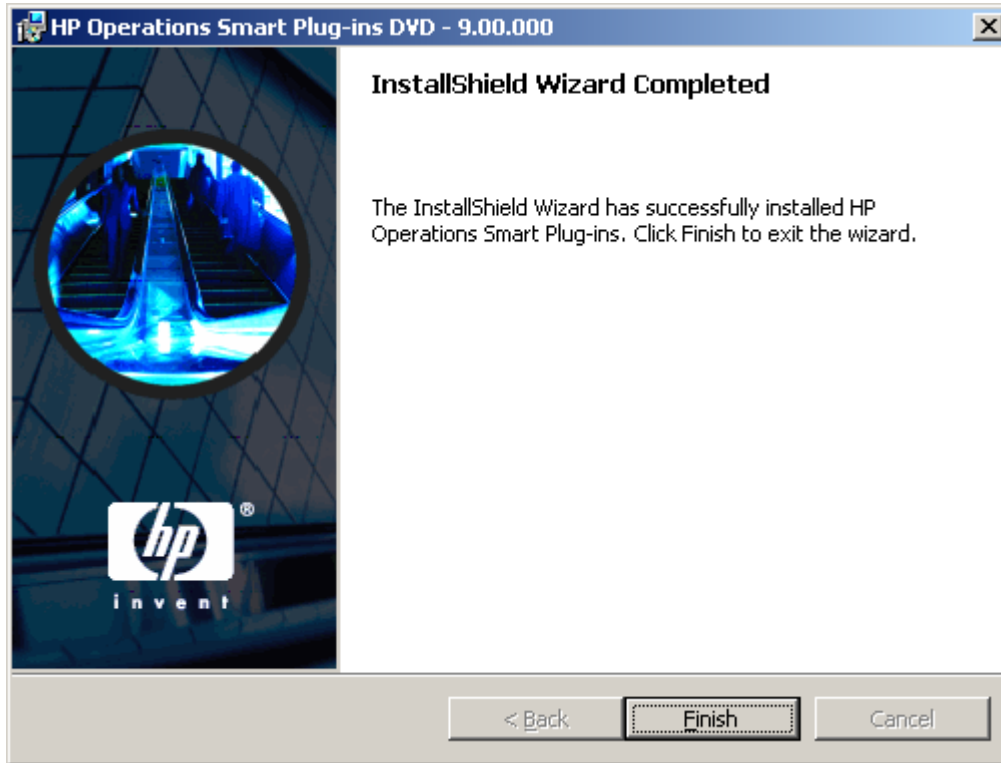 HP Operations Smart Plug-ins DVD - 9.00.000
InstallShield Wizard Completed
The InstallShield Wizard has successfully installed HP
Operations Smart Plug-ins. Click Finish to exit the wizard.
hp
®
invent
< Back
Finish
Cancel